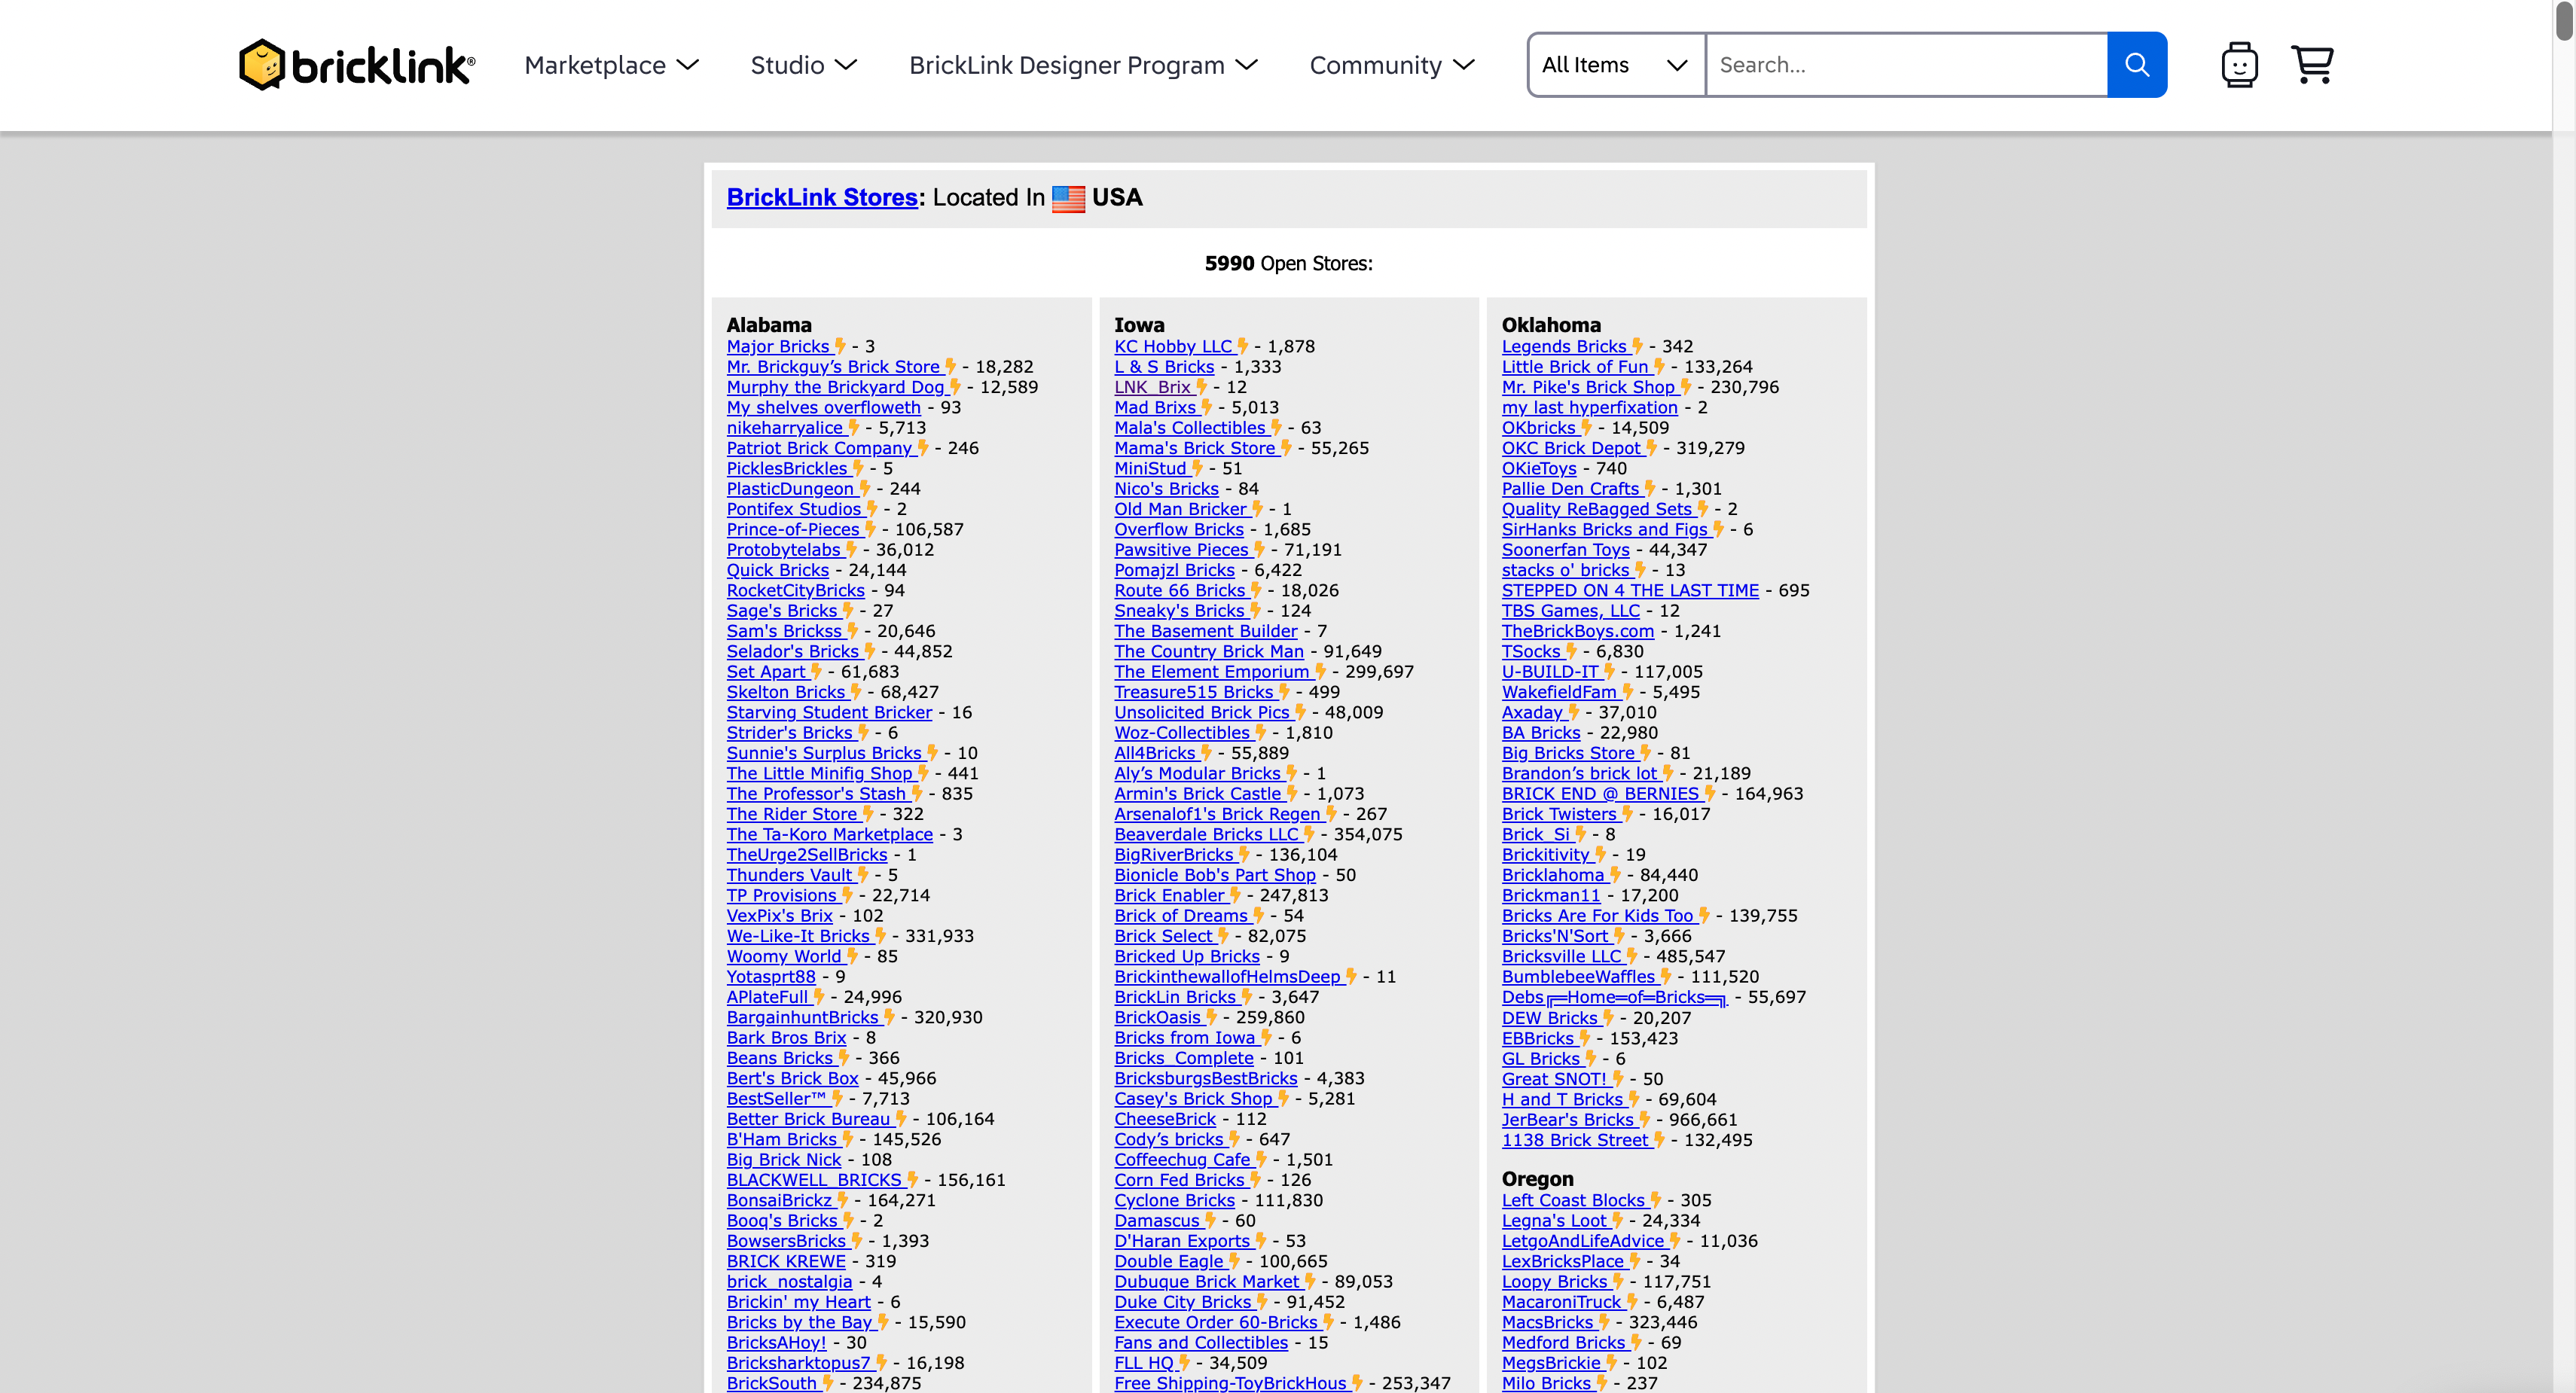 bricklink®
Marketplace
Studio
BrickLink Designer Program
Community
All Items
Search...
BrickLink Stores: Located In USA
5990 Open Stores:
Alabama
Major Bricks - 3
Mr. Brickguy’s Brick Store - 18,282
Murphy the Brickyard Dog - 12,589
My shelves overfloweth - 93
nikeharryalice - 5,713
Patriot Brick Company - 246
PicklesBrickles - 5
PlasticDungeon - 244
Pontifex Studios - 2
Prince-of-Pieces - 106,587
Protobytelabs - 36,012
Quick Bricks - 24,144
RocketCityBricks - 94
Sage's Bricks - 27
Sam's Brickss - 20,646
Selador's Bricks - 44,852
Set Apart - 61,683
Skelton Bricks - 68,427
Starving Student Bricker - 16
Strider's Bricks - 6
Sunnie's Surplus Bricks - 10
The Little Minifig Shop - 441
The Professor's Stash - 835
The Rider Store - 322
The Ta-Koro Marketplace - 3
TheUrge2SellBricks - 1
Thunders Vault - 5
TP Provisions - 22,714
VexPix's Brix - 102
We-Like-It Bricks - 331,933
Woomy World - 85
Yotasprt88 - 9
APlateFull - 24,996
BargainhuntBricks - 320,930
Bark Bros Brix - 8
Beans Bricks - 366
Bert's Brick Box - 45,966
BestSeller™ - 7,713
Better Brick Bureau - 106,164
B'Ham Bricks - 145,526
Big Brick Nick - 108
BLACKWELL_BRICKS - 156,161
BonsaiBrickz - 164,271
Booq's Bricks - 2
BowsersBricks - 1,393
BRICK KREWE - 319
brick_nostalgia - 4
Brickin' my Heart - 6
Bricks by the Bay - 15,590
BricksAHoy! - 30
Bricksharktopus7 - 16,198
BrickSouth - 234,875
Iowa
KC Hobby LLC - 1,878
L & S Bricks - 1,333
LNK_Brix - 12
Mad Brixs - 5,013
Mala's Collectibles - 63
Mama's Brick Store - 55,265
MiniStud - 51
Nico's Bricks - 84
Old Man Bricker - 1
Overflow Bricks - 1,685
Pawsitive Pieces - 71,191
Pomajzl Bricks - 6,422
Route 66 Bricks - 18,026
Sneaky's Bricks - 124
The Basement Builder - 7
The Country Brick Man - 91,649
The Element Emporium - 299,697
Treasure515 Bricks - 499
Unsolicited Brick Pics - 48,009
Woz-Collectibles - 1,810
All4Bricks - 55,889
Aly’s Modular Bricks - 1
Armin's Brick Castle - 1,073
Arsenalof1's Brick Regen - 267
Beaverdale Bricks LLC - 354,075
BigRiverBricks - 136,104
Bionicle Bob's Part Shop - 50
Brick Enabler - 247,813
Brick of Dreams - 54
Brick Select - 82,075
Bricked Up Bricks - 9
BrickinthewallofHelmsDeep - 11
BrickLin Bricks - 3,647
BrickOasis - 259,860
Bricks from Iowa - 6
Bricks_Complete - 101
BricksburgsBestBricks - 4,383
Casey's Brick Shop - 5,281
CheeseBrick - 112
Cody’s bricks - 647
Coffeechug Cafe - 1,501
Corn Fed Bricks - 126
Cyclone Bricks - 111,830
Damascus - 60
D'Haran Exports - 53
Double Eagle - 100,665
Dubuque Brick Market - 89,053
Duke City Bricks - 91,452
Execute Order 60-Bricks - 1,486
Fans and Collectibles - 15
FLL HQ - 34,509
Free Shipping-ToyBrickHous - 253,347
Oklahoma
Legends Bricks - 342
Little Brick of Fun - 133,264
Mr. Pike's Brick Shop - 230,796
my last hyperfixation - 2
OKbricks - 14,509
OKC Brick Depot - 319,279
OKieToys - 740
Pallie Den Crafts - 1,301
Quality ReBagged Sets - 2
SirHanks Bricks and Figs - 6
Soonerfan Toys - 44,347
stacks o' bricks - 13
STEPPED ON 4 THE LAST TIME - 695
TBS Games, LLC - 12
TheBrickBoys.com - 1,241
TSocks - 6,830
U-BUILD-IT - 117,005
WakefieldFam - 5,495
Axaday - 37,010
BA Bricks - 22,980
Big Bricks Store - 81
Brandon’s brick lot - 21,189
BRICK END @ BERNIES - 164,963
Brick Twisters - 16,017
Brick_Si - 8
Brickitivity - 19
Bricklahoma - 84,440
Brickman11 - 17,200
Bricks Are For Kids Too - 139,755
Bricks'N'Sort - 3,666
Bricksville LLC - 485,547
BumblebeeWaffles - 111,520
Debs╔═Home═of═Bricks═╗ - 55,697
DEW Bricks - 20,207
EBBricks - 153,423
GL Bricks - 6
Great SNOT! - 50
H and T Bricks - 69,604
JerBear's Bricks - 966,661
1138 Brick Street - 132,495
Oregon
Left Coast Blocks - 305
Legna's Loot - 24,334
LetgoAndLifeAdvice - 11,036
LexBricksPlace - 34
Loopy Bricks - 117,751
MacaroniTruck - 6,487
MacsBricks - 323,446
Medford Bricks - 69
MegsBrickie - 102
Milo Bricks - 237